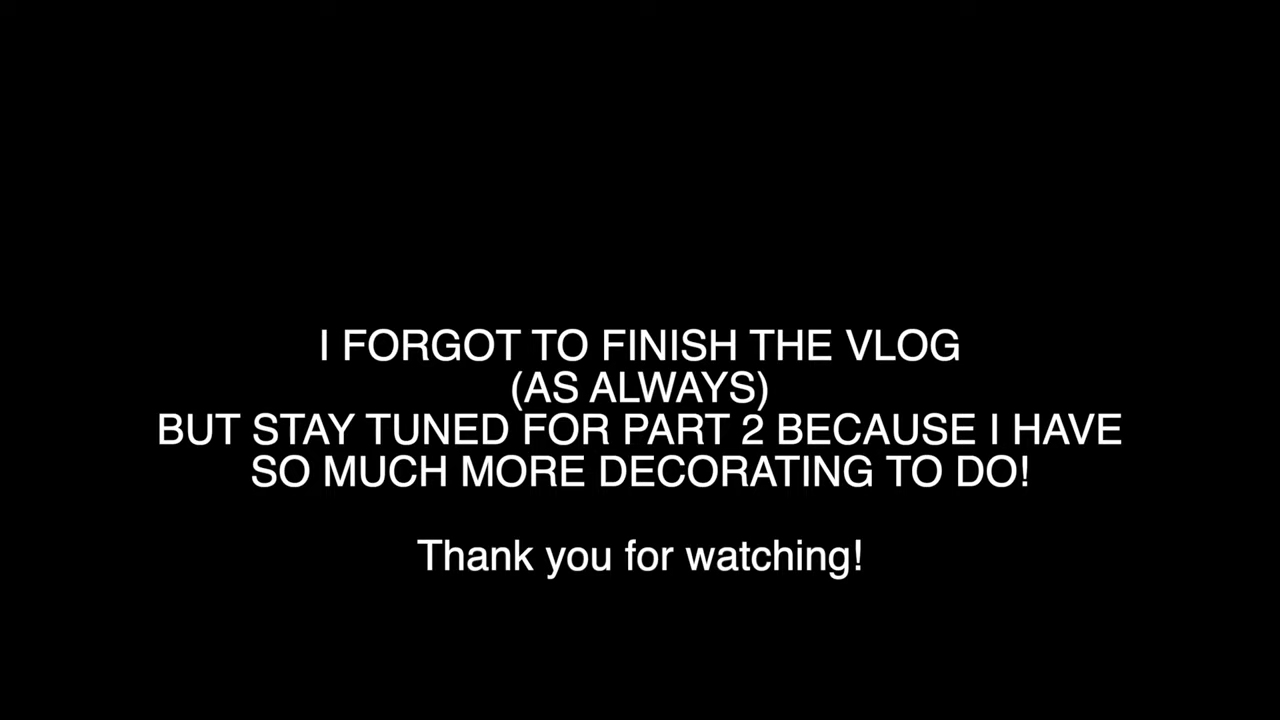 I FORGOT TO FINISH THE VLOG
(AS ALWAYS)
BUT STAY TUNED FOR PART 2 BECAUSE I HAVE
SO MUCH MORE DECORATING TO DO!
Thank you for watching!